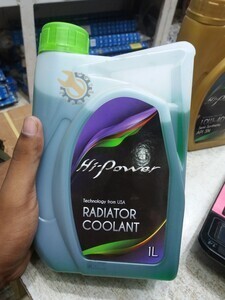 Hi-Power
Technology from USA
RADIATOR
COOLANT
1L